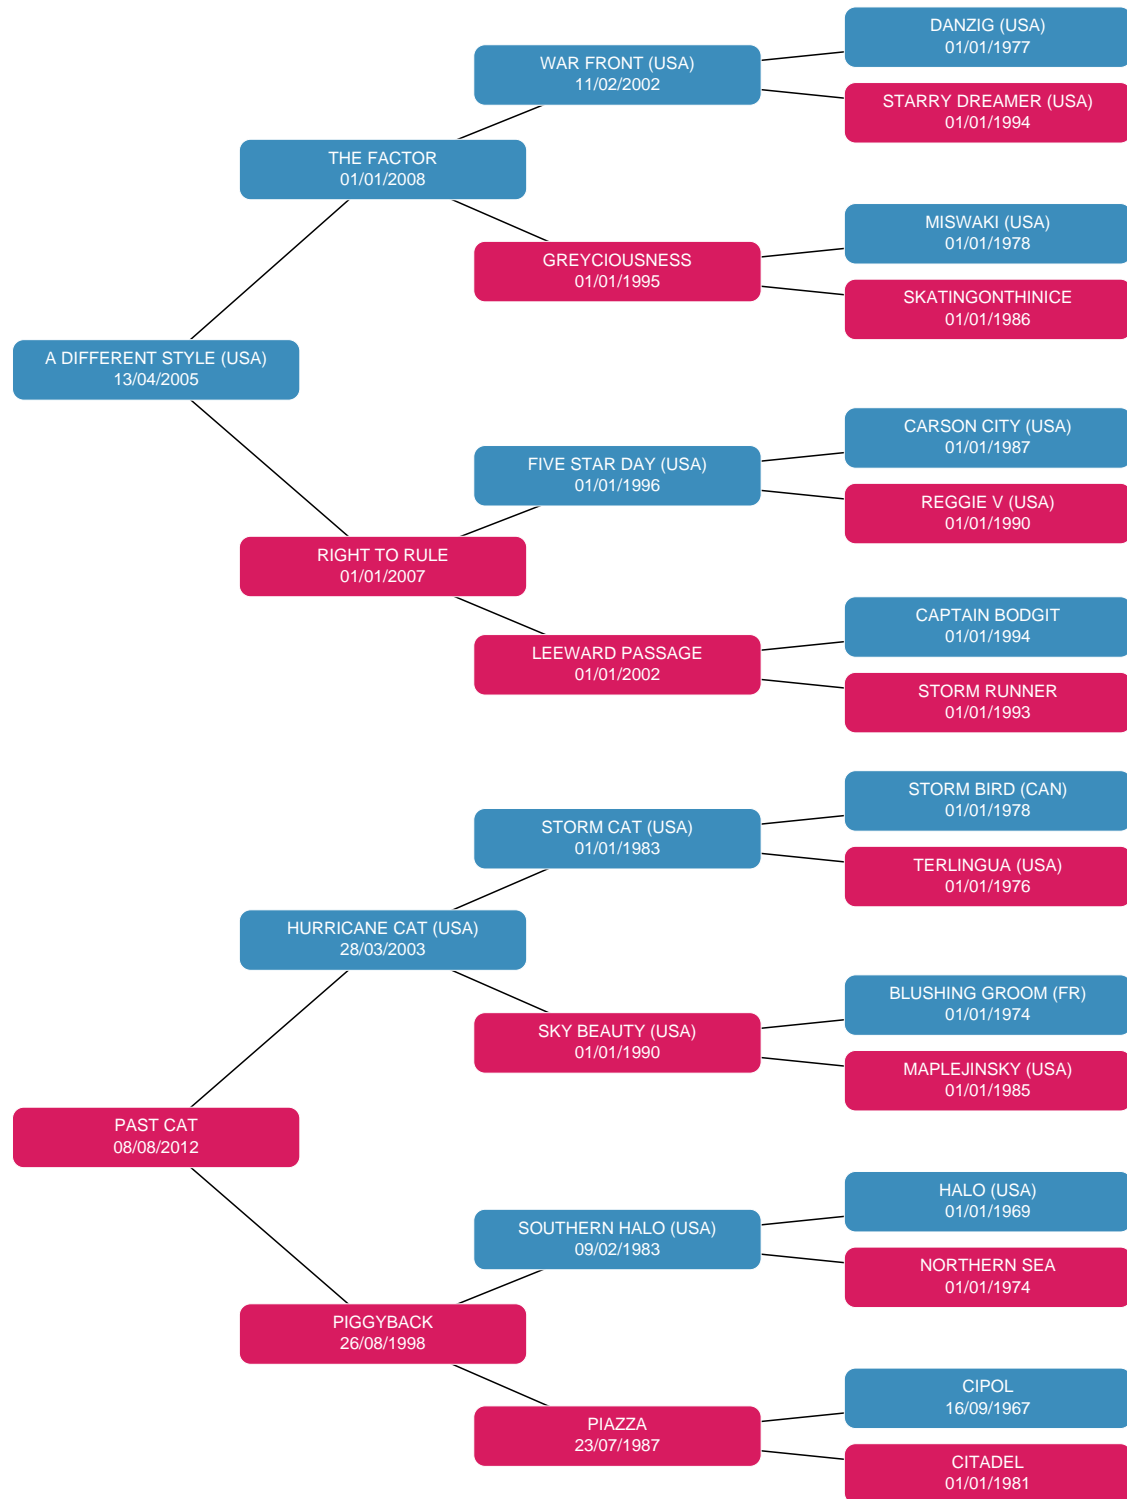 DANZIG (USA)
01/01/1977
WAR FRONT (USA)
11/02/2002
STARRY DREAMER (USA)
01/01/1994
THE FACTOR
01/01/2008
MISWAKI (USA)
01/01/1978
GREYCIOUSNESS
01/01/1995
SKATINGONTHINICE
01/01/1986
A DIFFERENT STYLE (USA)
13/04/2005
CARSON CITY (USA)
01/01/1987
FIVE STAR DAY (USA)
01/01/1996
REGGIE V (USA)
01/01/1990
RIGHT TO RULE
01/01/2007
CAPTAIN BODGIT
01/01/1994
LEEWARD PASSAGE
01/01/2002
STORM RUNNER
01/01/1993
STORM BIRD (CAN)
01/01/1978
STORM CAT (USA)
01/01/1983
TERLINGUA (USA)
01/01/1976
HURRICANE CAT (USA)
28/03/2003
BLUSHING GROOM (FR)
01/01/1974
SKY BEAUTY (USA)
01/01/1990
MAPLEJINSKY (USA)
01/01/1985
PAST CAT
08/08/2012
HALO (USA)
01/01/1969
SOUTHERN HALO (USA)
09/02/1983
NORTHERN SEA
01/01/1974
PIGGYBACK
26/08/1998
CIPOL
16/09/1967
PIAZZA
23/07/1987
CITADEL
01/01/1981